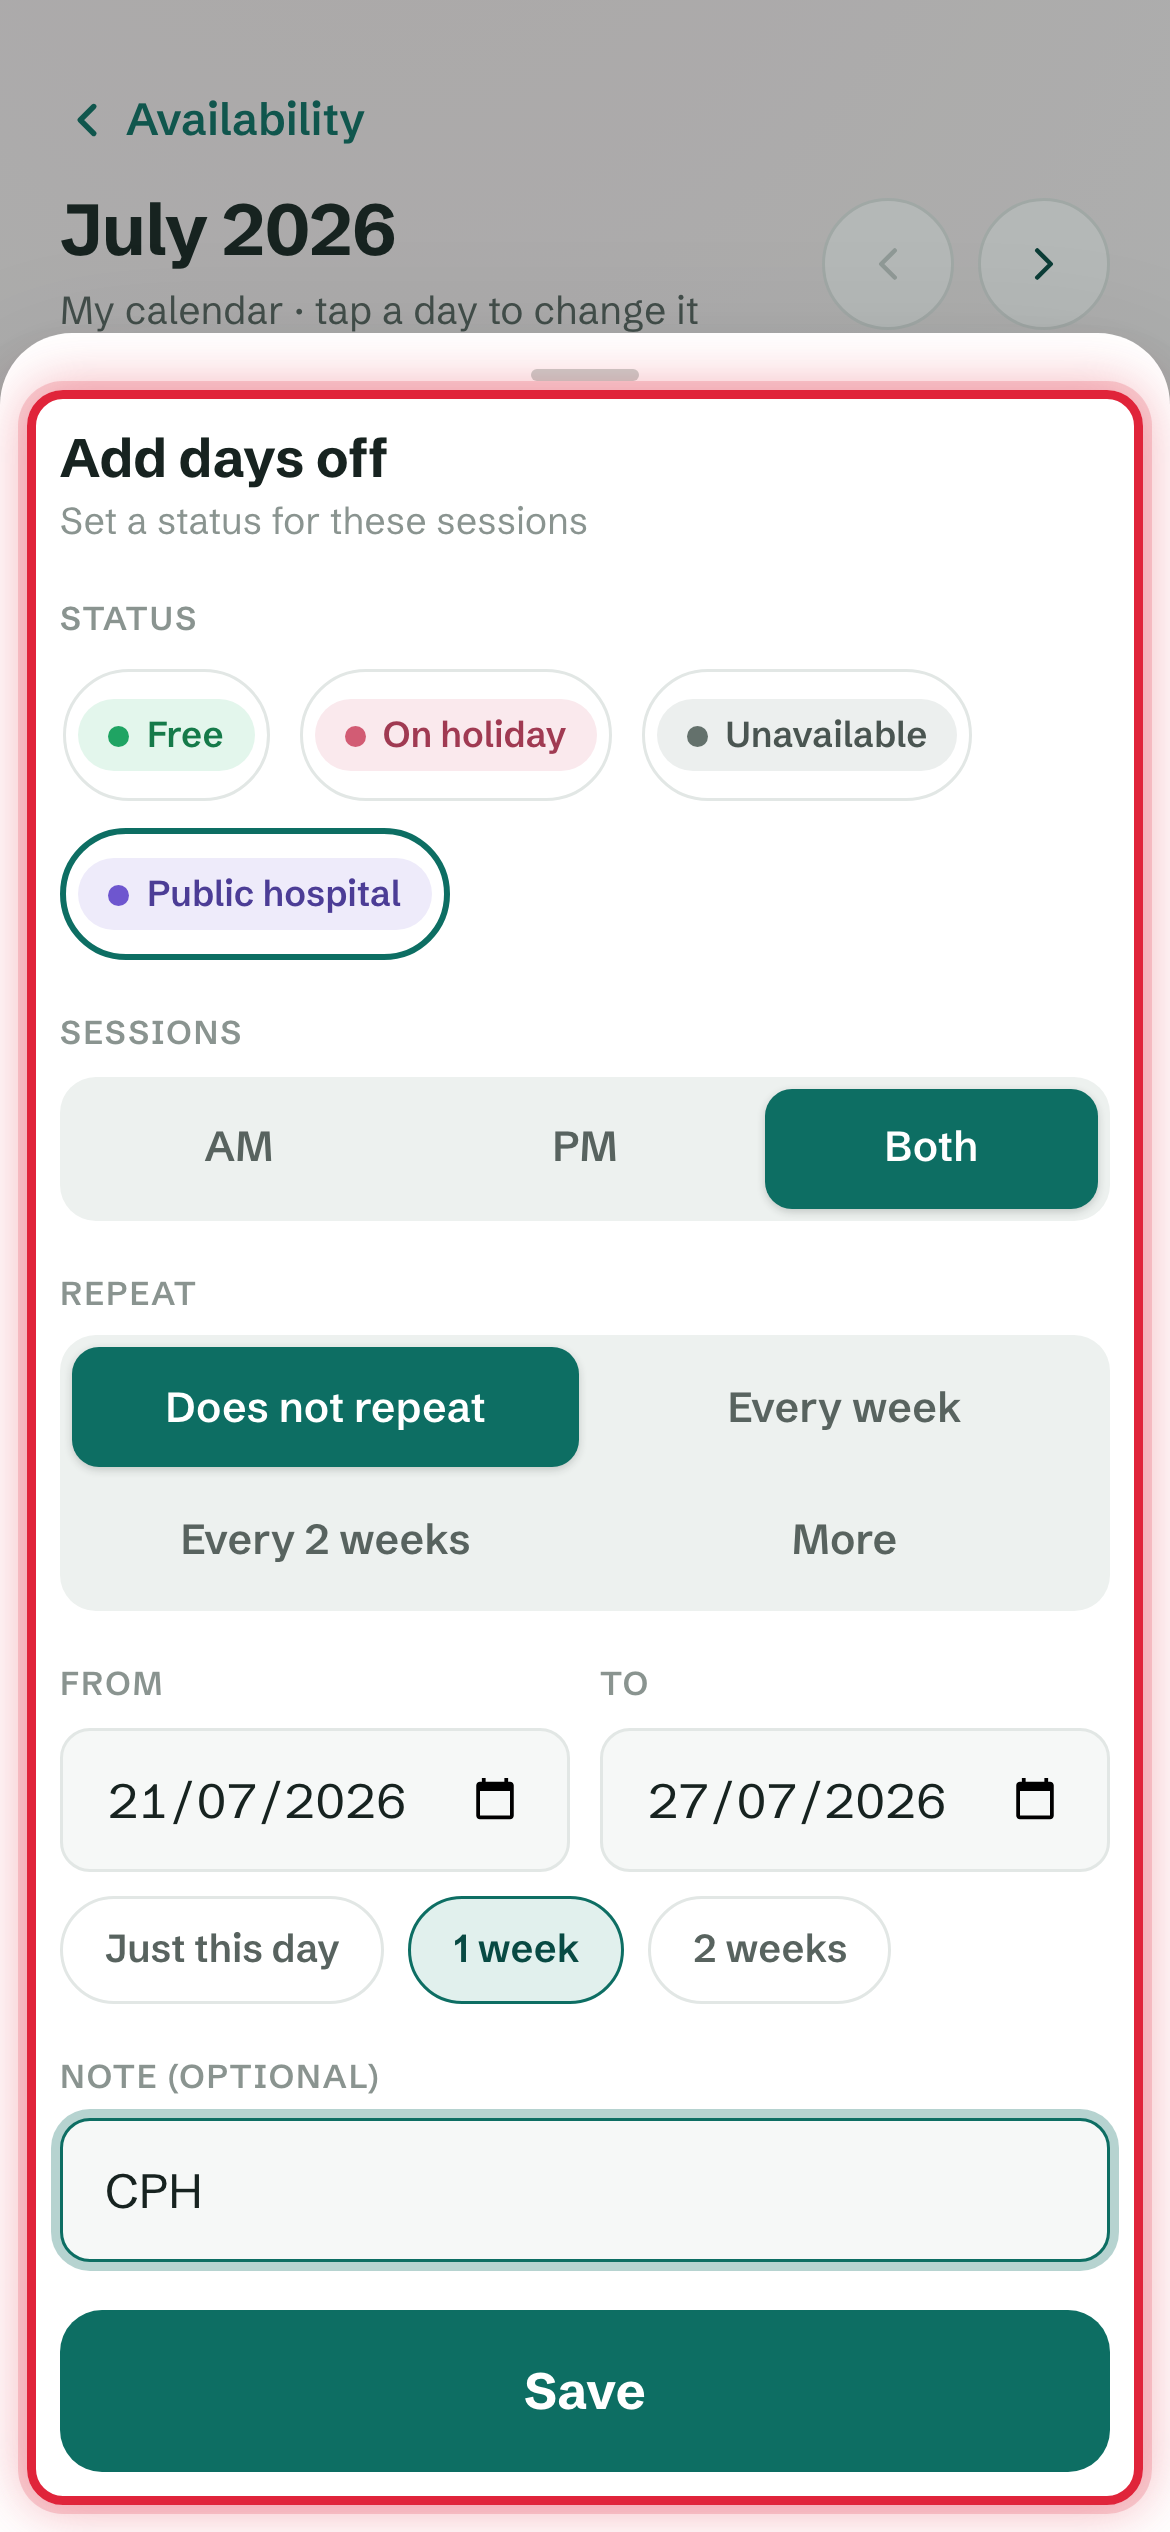 Availability
July 2026
My calendar · tap a day to change it
Add days off
Set a status for these sessions
STATUS
Free
On holiday
Unavailable
Public hospital
SESSIONS
AM
PM
Both
REPEAT
Does not repeat
Every week
Every 2 weeks
More
FROM
TO
21/07/2026
27/07/2026
Just this day
1 week
2 weeks
NOTE (OPTIONAL)
CPH
Save